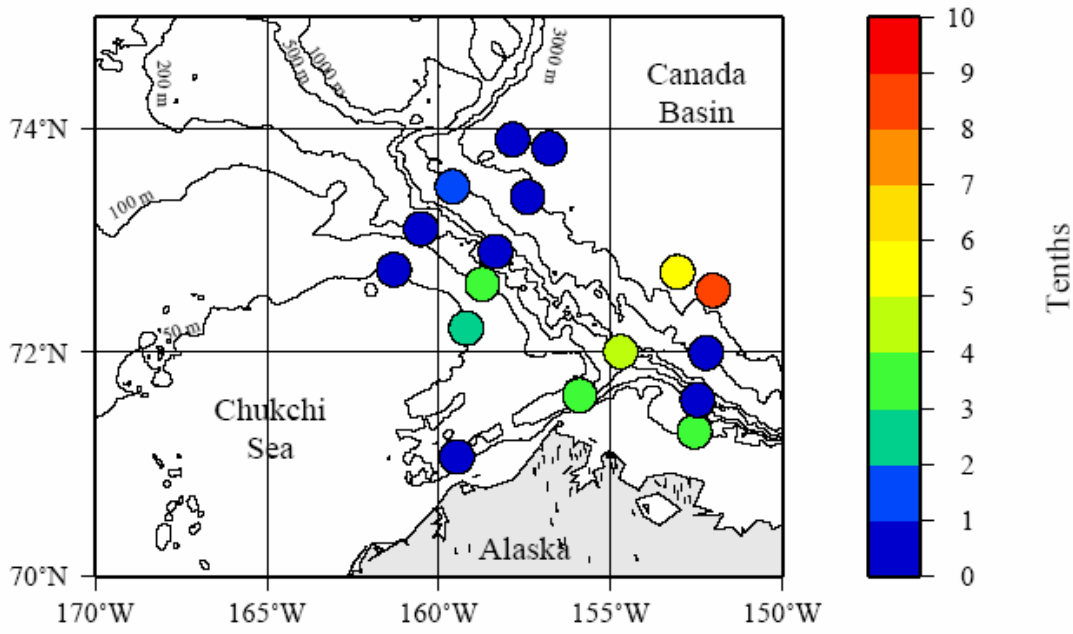 200 m
500 m
1000 m
3000 m
Canada
Basin
100 m
50 m
Chukchi
Sea
Alaska
74°N
72°N
70°N
170°W
165°W
160°W
155°W
150°W
10
9
8
7
6
5
4
3
2
1
0
Tenths